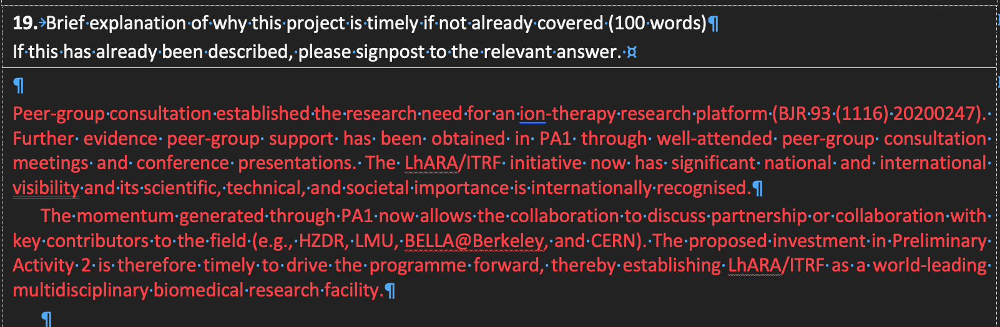 19. Brief explanation of why this project is timely if not already covered (100 words)
If this has already been described, please signpost to the relevant answer.
Peer-group consultation established the research need for an ion-therapy research platform (BJR 93 (1116) 20200247).
Further evidence peer-group support has been obtained in PA1 through well-attended peer-group consultation
meetings and conference presentations. The LhARA/ITRF initiative now has significant national and international
visibility and its scientific, technical, and societal importance is internationally recognised.
The momentum generated through PA1 now allows the collaboration to discuss partnership or collaboration with
key contributors to the field (e.g., HZDR, LMU, BELLA@Berkeley, and CERN). The proposed investment in Preliminary
Activity 2 is therefore timely to drive the programme forward, thereby establishing LhARA/ITRF as a world-leading
multidisciplinary biomedical research facility.